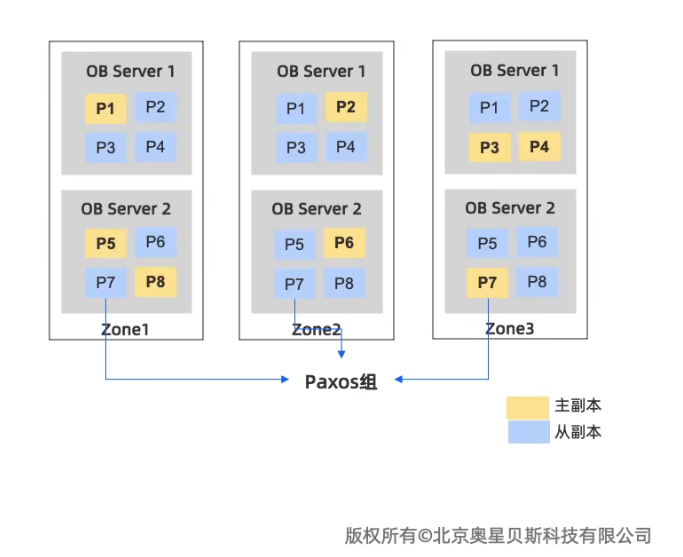 OB Server 1
P1 P2
P3 P4
OB Server 2
P5 P6
P7 P8
Zone1
OB Server 1
P1 P2
P3 P4
OB Server 2
P5 P6
P7 P8
Zone2
OB Server 1
P1 P2
P3 P4
OB Server 2
P5 P6
P7 P8
Zone3
Paxos组
主副本
从副本
版权所有©北京奥星贝斯科技有限公司